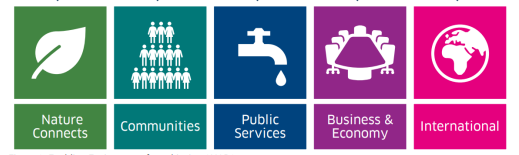 Nature
Connects
Communities
Public
Services
Business &
Economy
International